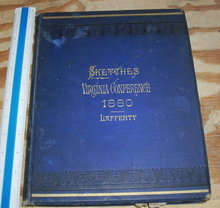 SKETCHES
VIRGINIA CONFERENCE
1880
LAFFERTY